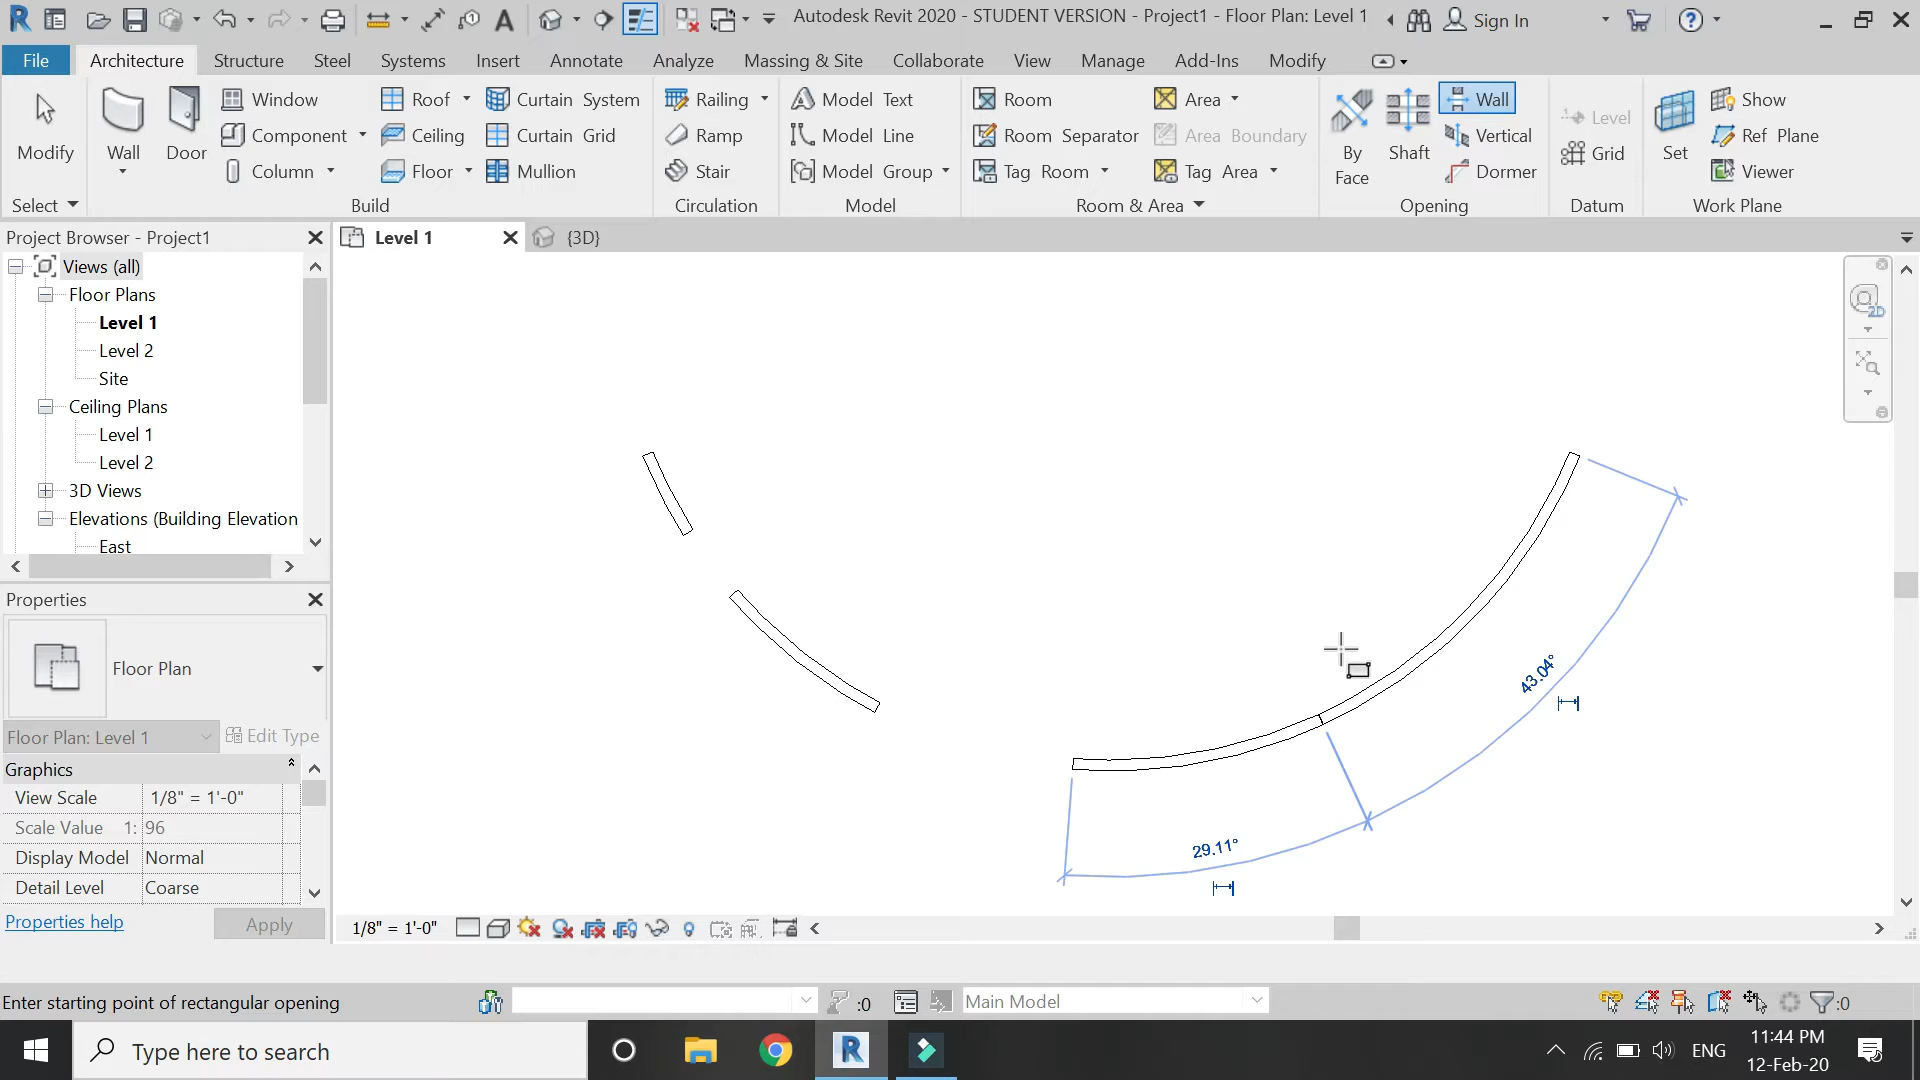 Autodesk Revit 2020 - STUDENT VERSION - Project1 - Floor Plan: Level 1
Sign In
File Architecture Structure Steel Systems Insert Annotate Analyze Massing & Site Collaborate View Manage Add-Ins Modify
Window Roof Curtain System Railing Model Text Room Area Wall Show
Modify Wall Door Component Ceiling Curtain Grid Ramp Model Line Room Separator Area Boundary By Face Shaft Vertical Level Grid Set Ref Plane
Column Floor Mullion Stair Model Group Tag Room Tag Area Dormer Viewer
Select Build Circulation Model Room & Area Opening Datum Work Plane
Project Browser - Project1
Level 1
{3D}
Views (all)
Floor Plans
Level 1
Level 2
Site
Ceiling Plans
Level 1
Level 2
3D Views
Elevations (Building Elevation
East
2D
43.04°
29.11°
Properties
Floor Plan
Floor Plan: Level 1
Edit Type
Graphics
View Scale 1/8" = 1'-0"
Scale Value 1: 96
Display Model Normal
Detail Level Coarse
Properties help
Apply
1/8" = 1'-0"
Enter starting point of rectangular opening
:0
Main Model
:0
Type here to search
ENG
11:44 PM
12-Feb-20